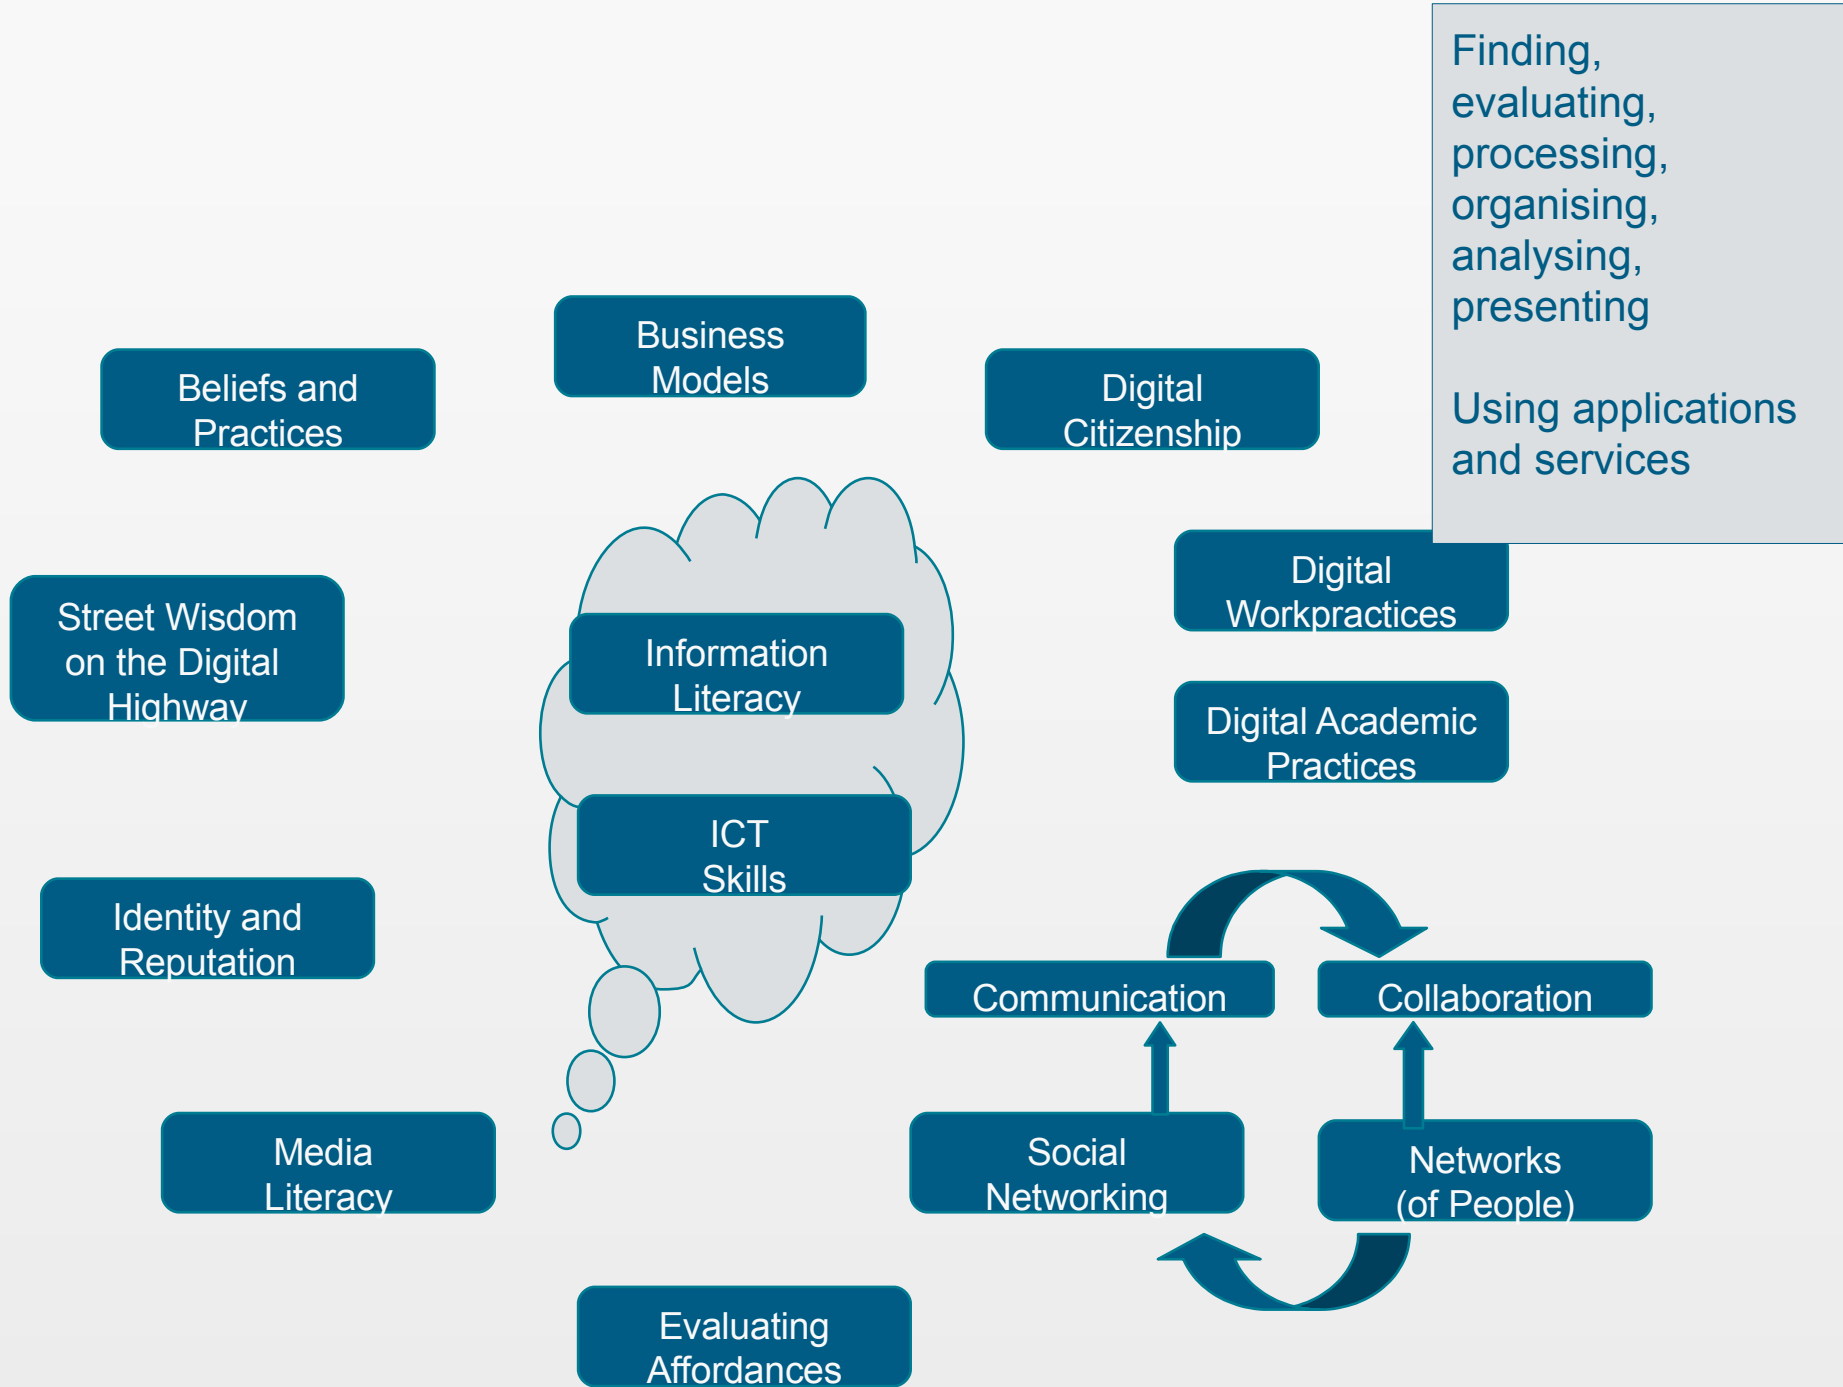 Finding,
evaluating,
processing,
organising,
analysing,
presenting
Using applications
and services
Business
Models
Beliefs and
Practices
Digital
Citizenship
Digital
Workpractices
Street Wisdom
on the Digital
Highway
Information
Literacy
Digital Academic
Practices
ICT
Skills
Identity and
Reputation
Communication
Collaboration
Media
Literacy
Social
Networking
Networks
(of People)
Evaluating
Affordances